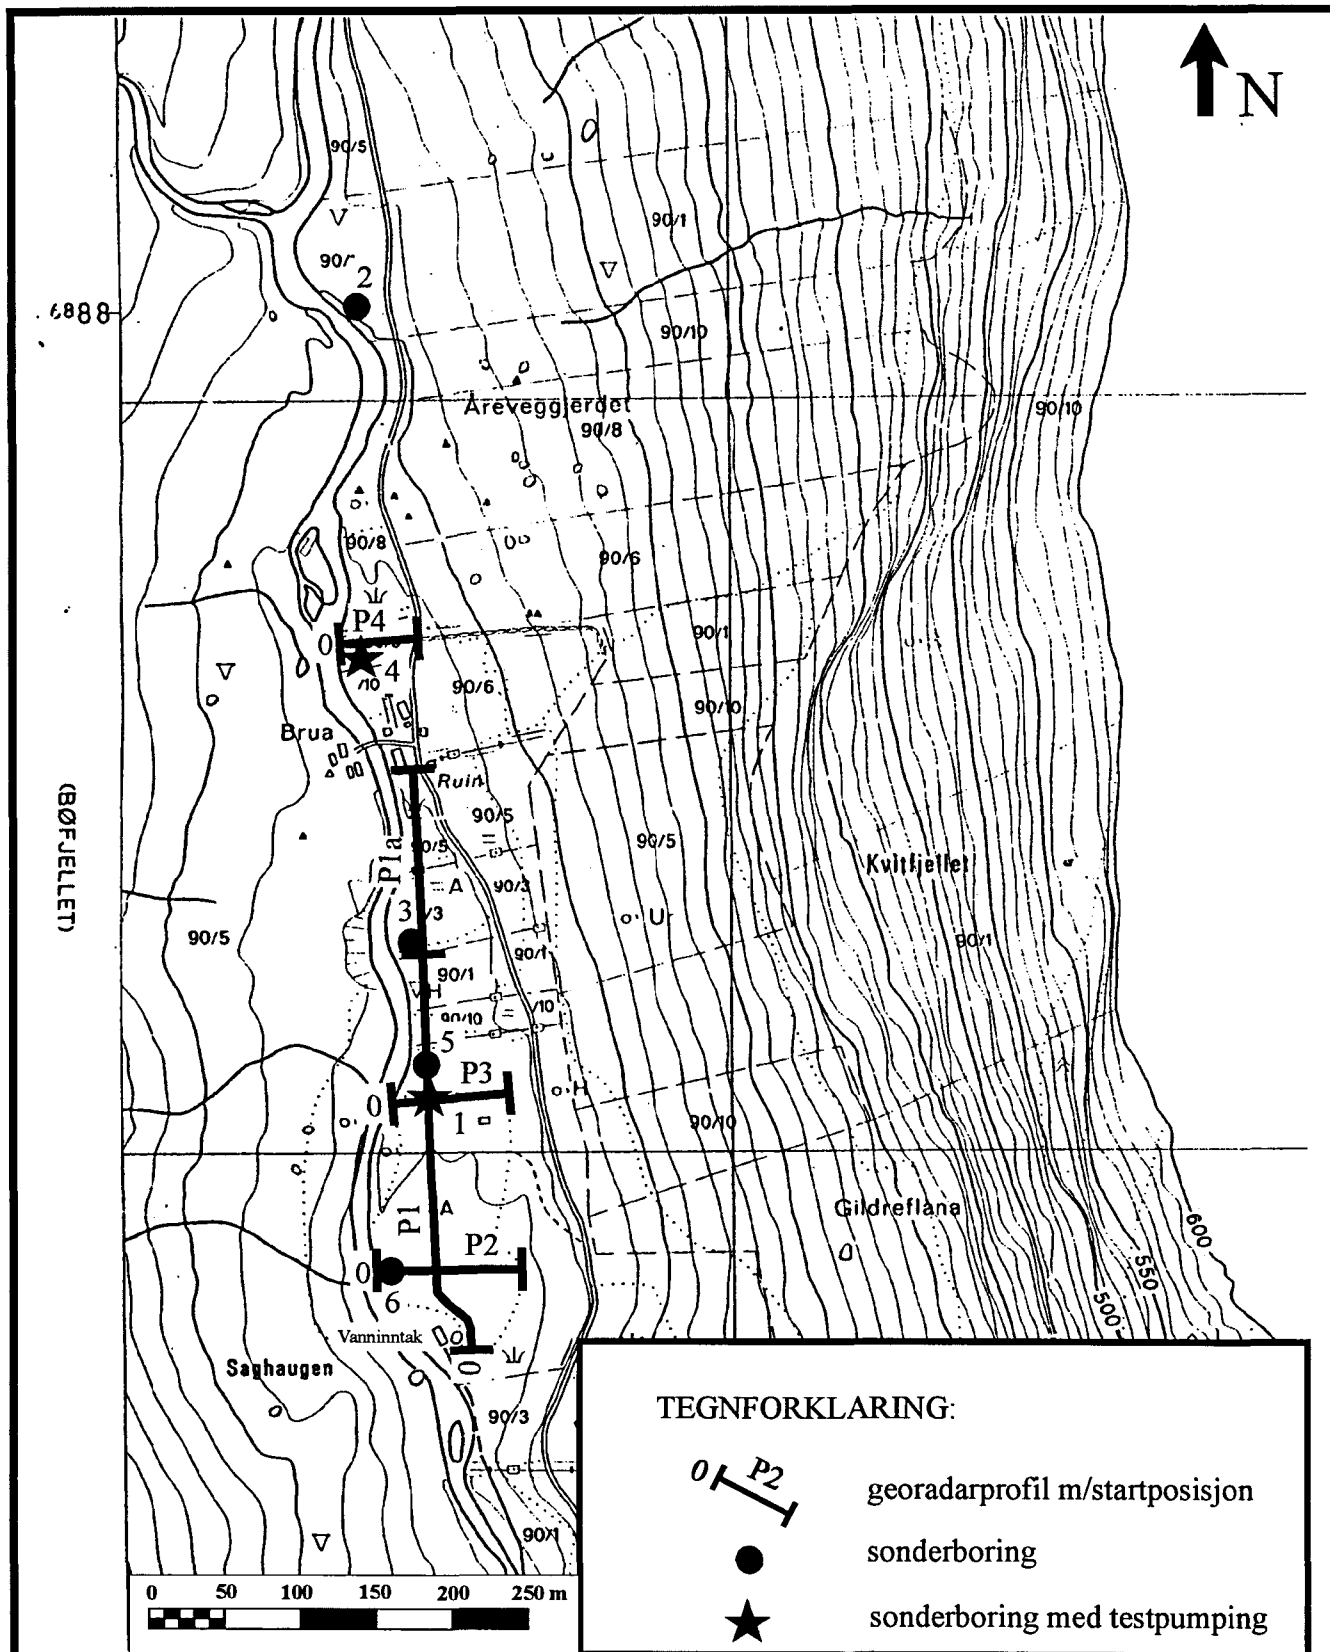 N
90/5
90/1
2
6888
90/10
Åreveggjerdet
90/8
90/10
90/8
90/6
P4
0
90/1
4
/10
90/6
90/10
Brua
Ruin
90/5
90/5
90/5
(BØFJELLET)
P1a
A
90/3
Kvitfjellet
3
/3
Ur
90/5
90/1
90/1
90/1
90/10
/10
5
P3
H
0
1
90/10
P1
A
Gildreflåna
P2
600
0
550
6
500
Vanninntak
Saghaugen
0
90/3
90/1
TEGNFORKLARING:
0 P2
georadarprofil m/startposisjon
sonderboring
sonderboring med testpumping
0 50 100 150 200 250 m